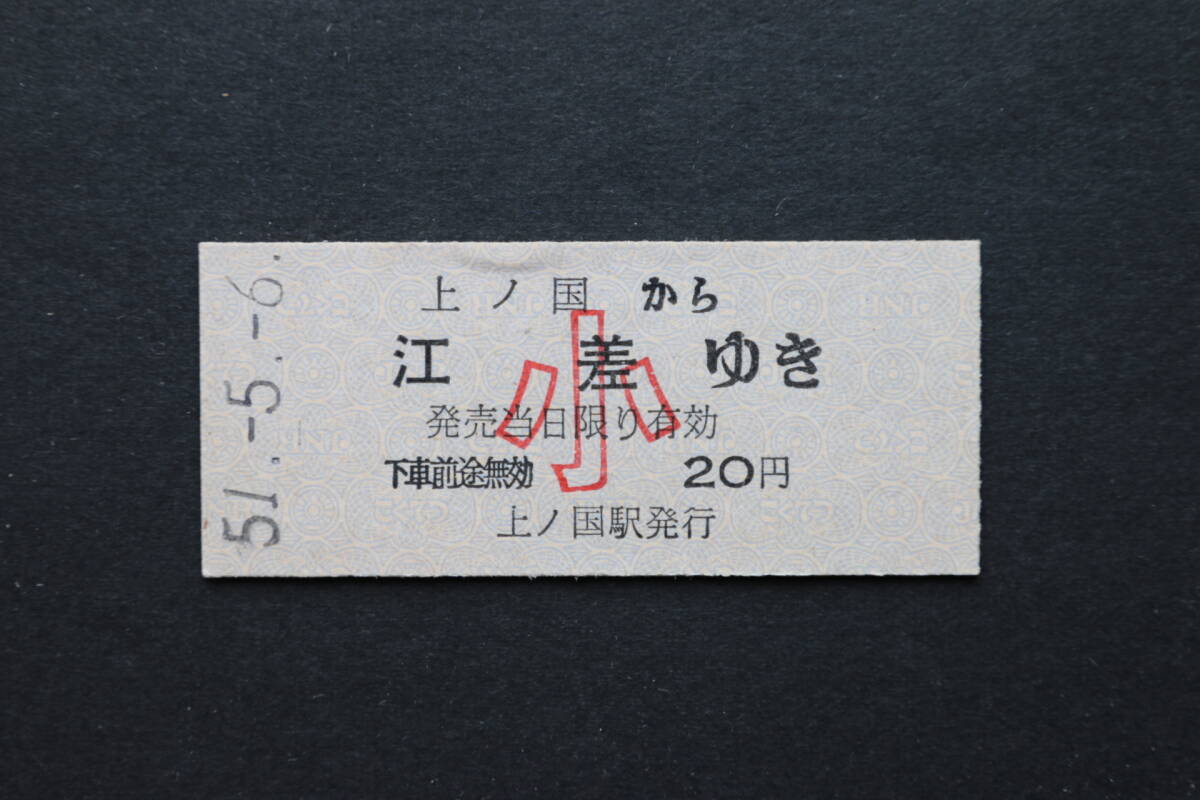 51.-5.-6.
上ノ国 から
江差 ゆき
小
発売当日限り有効
下車前途無効 20円
上ノ国駅発行